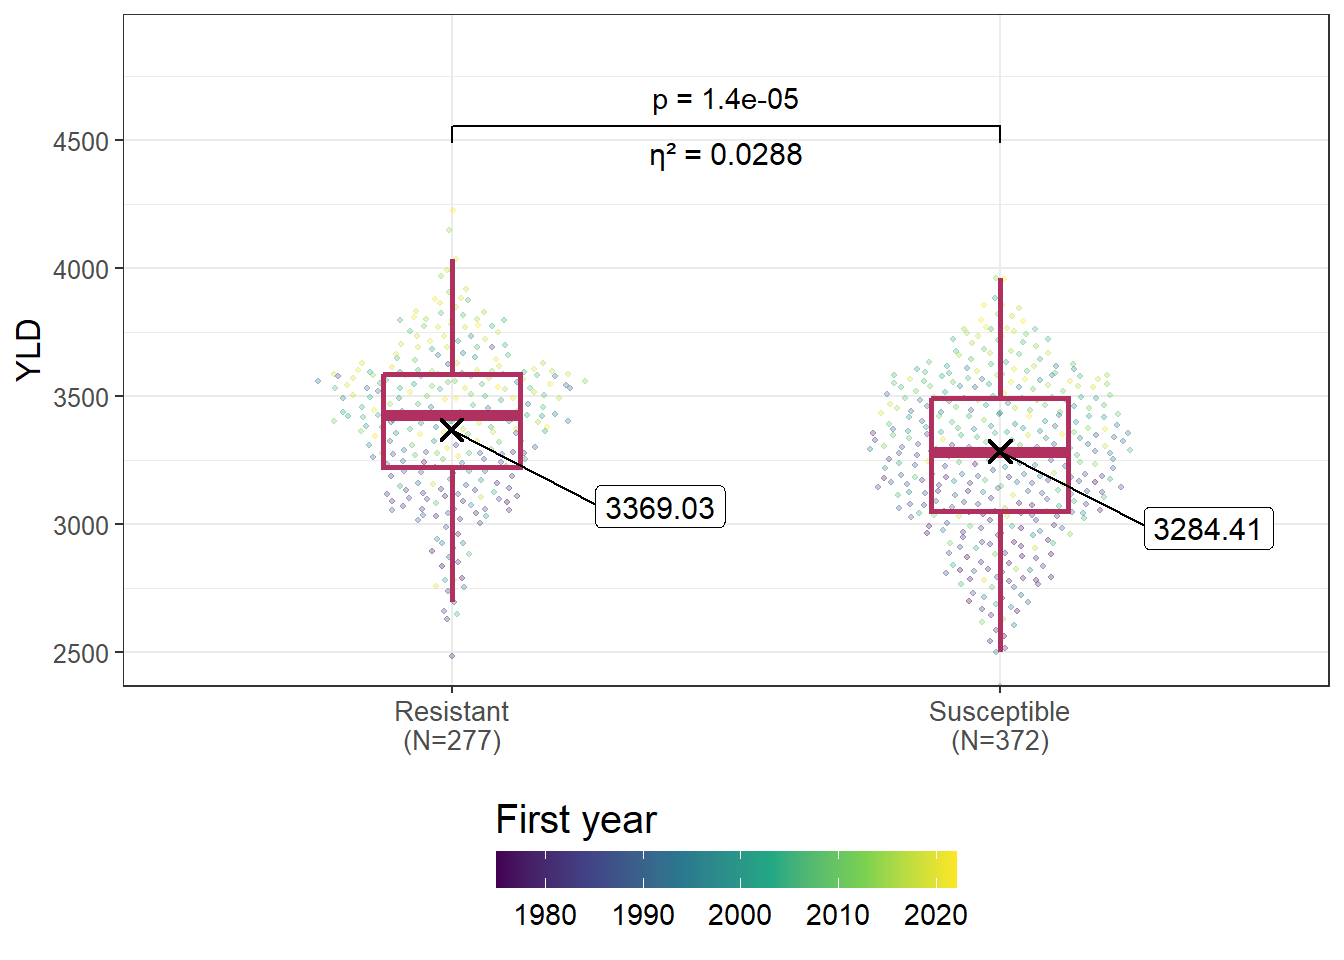 p = 1.4e-05
η² = 0.0288
YLD
4500
4000
3500
3000
2500
3369.03
3284.41
Resistant
(N=277)
Susceptible
(N=372)
First year
1980 1990 2000 2010 2020